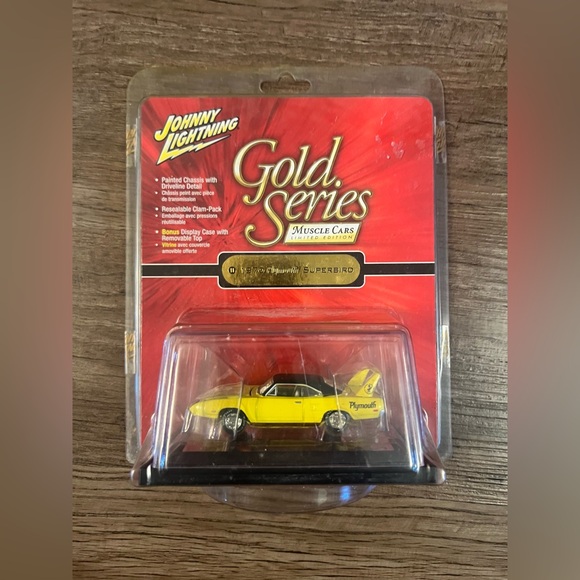 JOHNNY
LIGHTNING
• Painted Chassis with
Driveline Detail
• Châssis peint avec pièce
de transmission
• Resealable Clam-Pack
• Emballage avec pressions
réutilisable
• Bonus Display Case with
Removable Top
• Vitrine avec couvercle
amovible offerte
Gold
Series
MUSCLE CARS
LIMITED EDITION
Plymouth SUPERBIRD
Plymouth